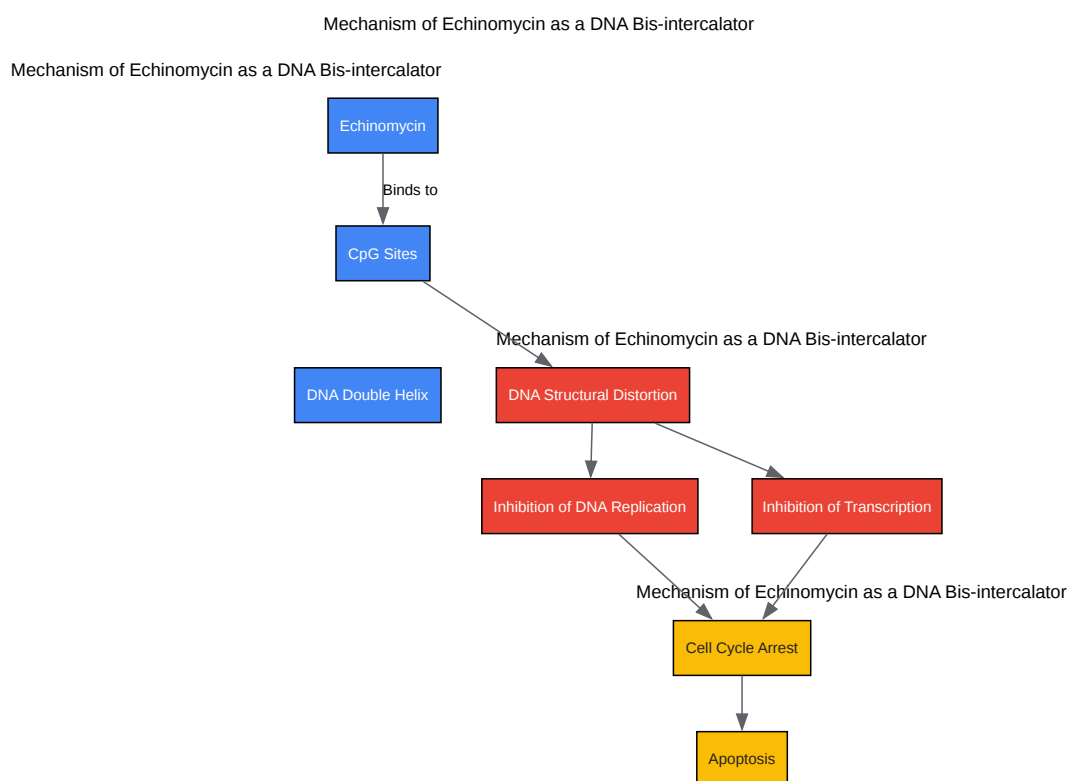 Mechanism of Echinomycin as a DNA Bis-intercalator
Mechanism of Echinomycin as a DNA Bis-intercalator
Echinomycin
Binds to
CpG Sites
Mechanism of Echinomycin as a DNA Bis-intercalator
DNA Double Helix
DNA Structural Distortion
Inhibition of DNA Replication
Inhibition of Transcription
Mechanism of Echinomycin as a DNA Bis-intercalator
Cell Cycle Arrest
Apoptosis